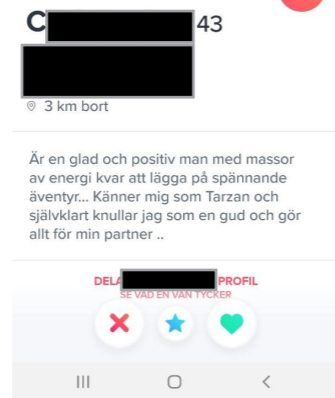 C 43
3 km bort
Är en glad och positiv man med massor
av energi kvar att lägga på spännande
äventyr... Känner mig som Tarzan och
självklart knullar jag som en gud och gör
allt för min partner ..
DELA PROFIL
SE VAD EN VÄN TYCKER